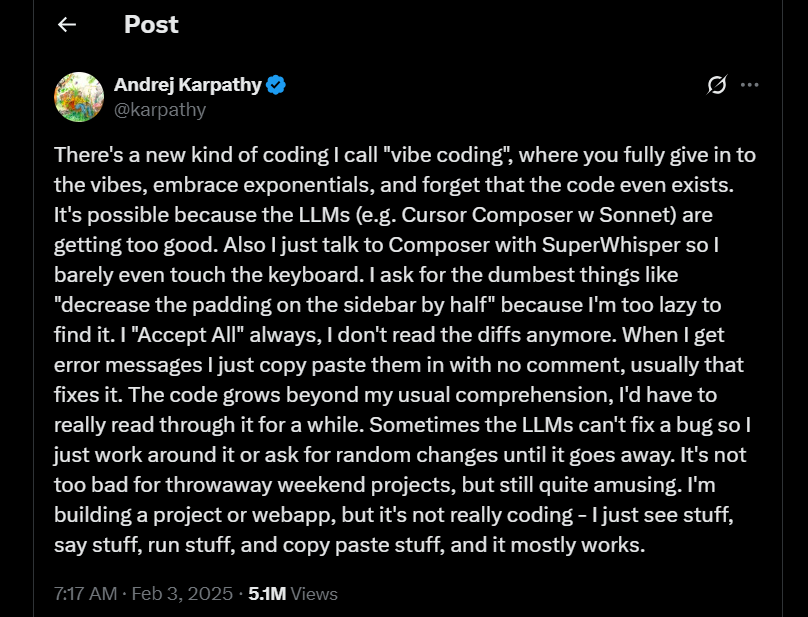 Post
Andrej Karpathy
@karpathy
There's a new kind of coding I call "vibe coding", where you fully give in to
the vibes, embrace exponentials, and forget that the code even exists.
It's possible because the LLMs (e.g. Cursor Composer w Sonnet) are
getting too good. Also I just talk to Composer with SuperWhisper so I
barely even touch the keyboard. I ask for the dumbest things like
"decrease the padding on the sidebar by half" because I'm too lazy to
find it. I "Accept All" always, I don't read the diffs anymore. When I get
error messages I just copy paste them in with no comment, usually that
fixes it. The code grows beyond my usual comprehension, I'd have to
really read through it for a while. Sometimes the LLMs can't fix a bug so I
just work around it or ask for random changes until it goes away. It's not
too bad for throwaway weekend projects, but still quite amusing. I'm
building a project or webapp, but it's not really coding - I just see stuff,
say stuff, run stuff, and copy paste stuff, and it mostly works.
7:17 AM · Feb 3, 2025 · 5.1M Views